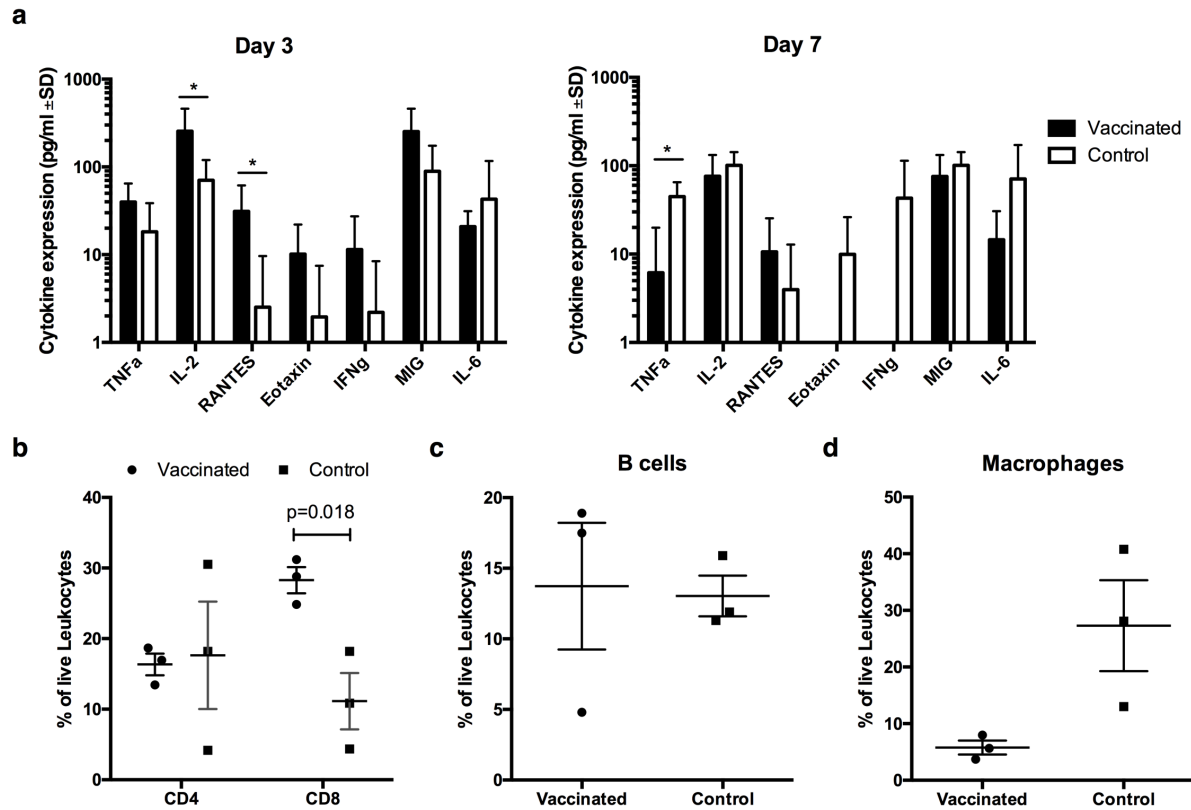 a
Day 3
Day 7
Cytokine expression (pg/ml ±SD)
1000
100
10
1
*
*
TNFa
IL-2
RANTES
Eotaxin
IFNg
MIG
IL-6
Cytokine expression (pg/ml ±SD)
1000
100
10
1
*
TNFa
IL-2
RANTES
Eotaxin
IFNg
MIG
IL-6
Vaccinated
Control
b
Vaccinated
Control
% of live Leukocytes
40
30
20
10
0
p=0.018
CD4
CD8
c
B cells
% of live Leukocytes
20
15
10
5
0
Vaccinated
Control
d
Macrophages
% of live Leukocytes
50
40
30
20
10
0
Vaccinated
Control